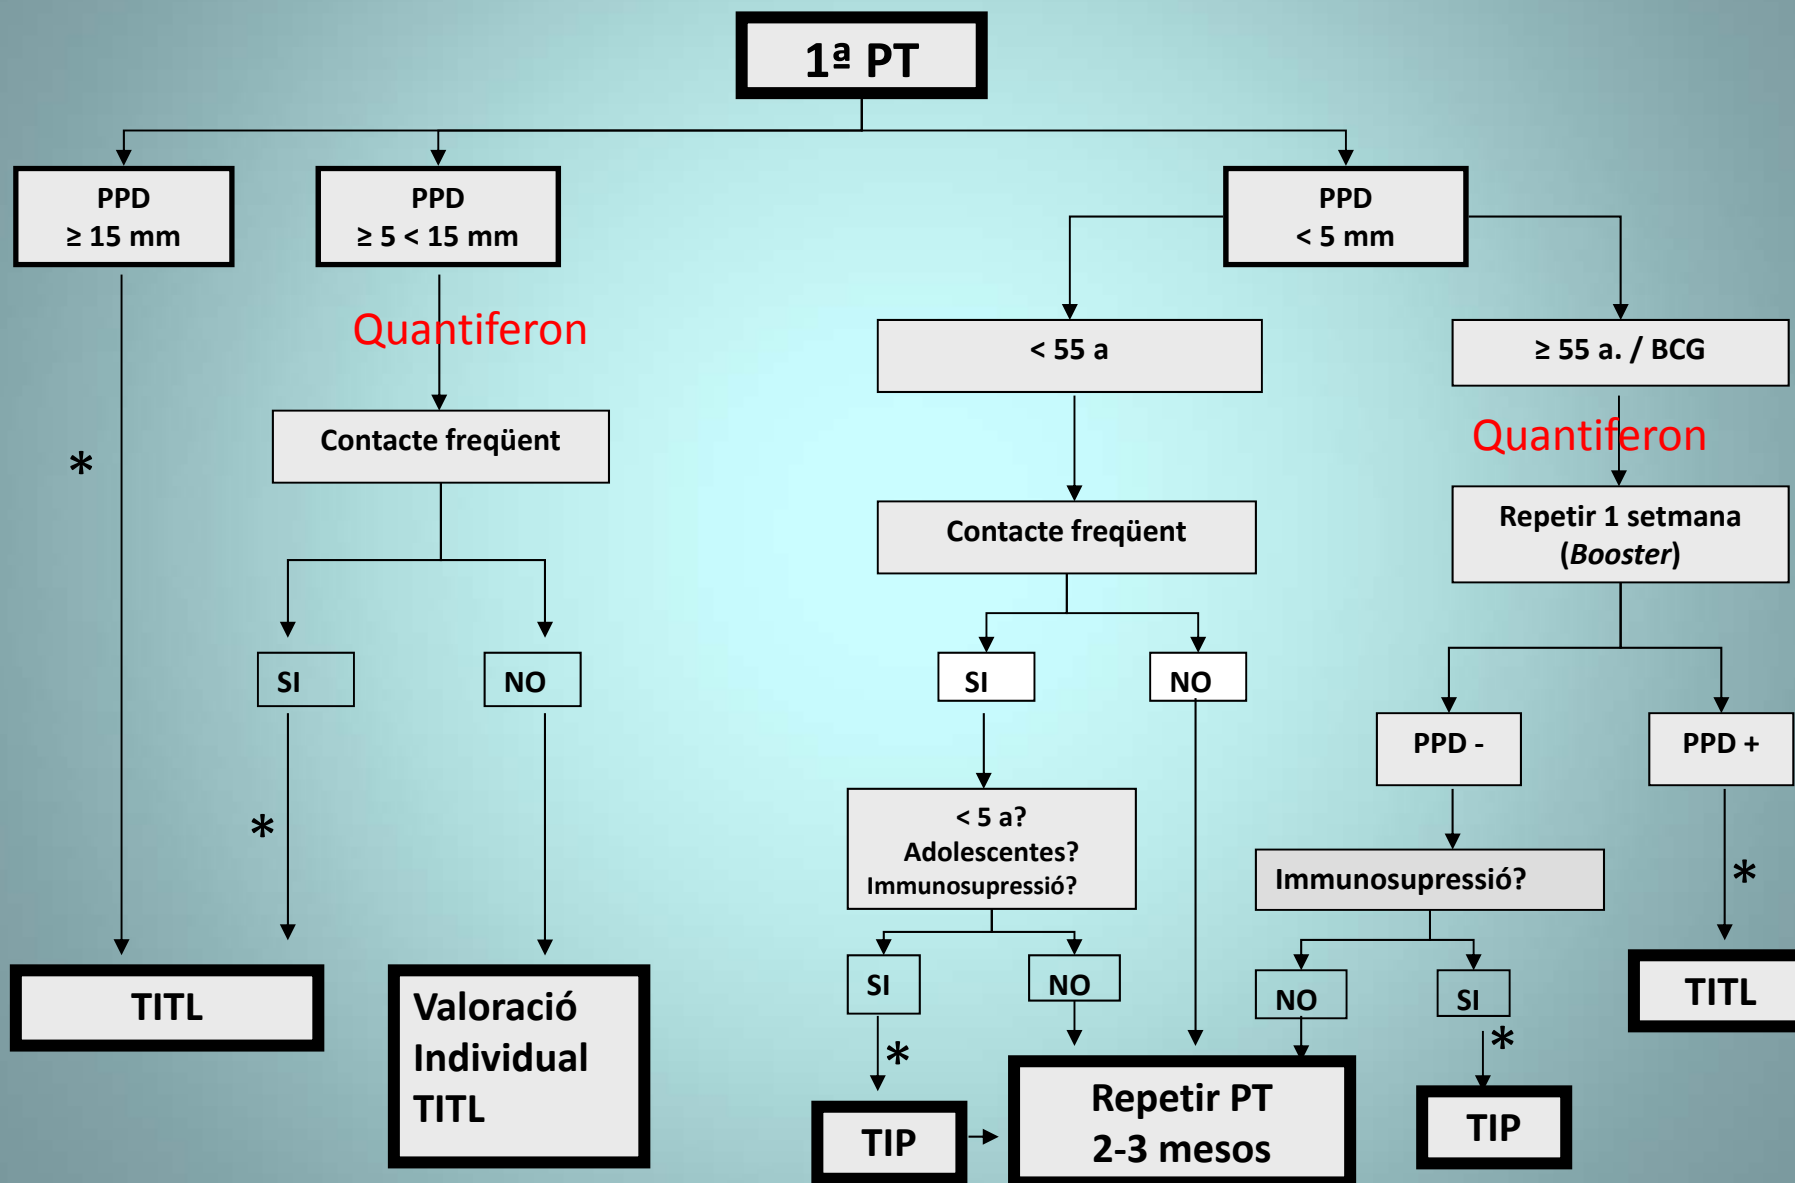 1ª PT
PPD
≥ 15 mm
PPD
≥ 5 < 15 mm
PPD
< 5 mm
Quantiferon
< 55 a
≥ 55 a. / BCG
Contacte freqüent
Quantiferon
*
Contacte freqüent
Repetir 1 setmana
(Booster)
SI
NO
SI
NO
PPD -
PPD +
*
< 5 a?
Adolescentes?
Immunosupressió?
Immunosupressió?
*
SI
NO
NO
SI
TITL
Valoració
Individual
TITL
TITL
*
*
TIP
Repetir PT
2-3 mesos
TIP